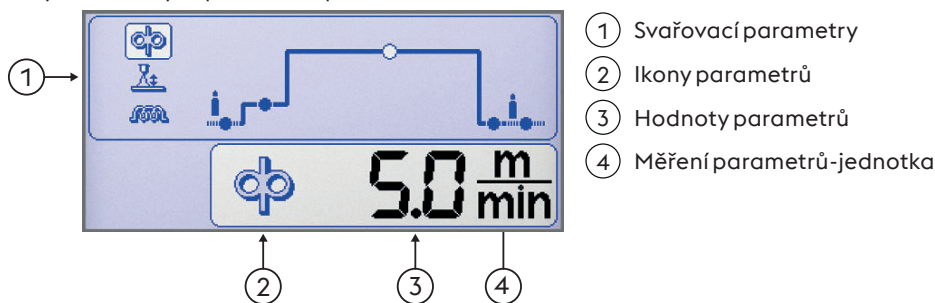 1
1 Svařovací parametry
2 Ikony parametrů
3 Hodnoty parametrů
4 Měření parametrů-jednotka
5.0 m/min
2 3 4